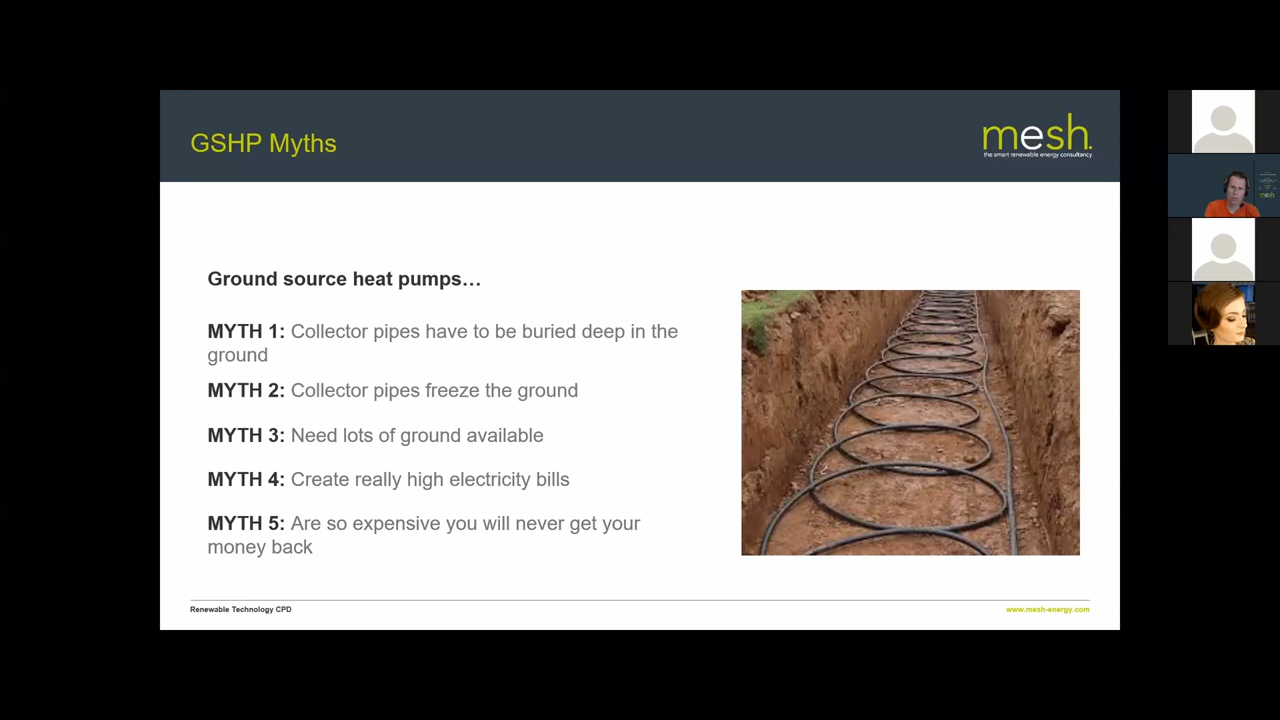 GSHP Myths
mesh.
the smart renewable energy consultancy
Ground source heat pumps…
MYTH 1: Collector pipes have to be buried deep in the
ground
MYTH 2: Collector pipes freeze the ground
MYTH 3: Need lots of ground available
MYTH 4: Create really high electricity bills
MYTH 5: Are so expensive you will never get your
money back
Renewable Technology CPD
www.mesh-energy.com
mesh